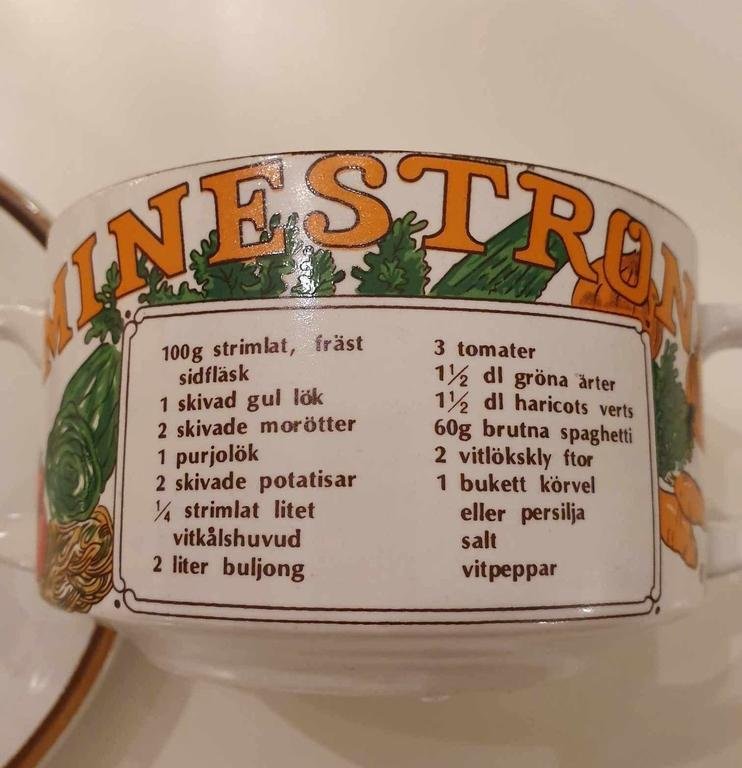 MINESTRON
100g strimlat, fräst
sidfläsk
1 skivad gul lök
2 skivade morötter
1 purjolök
2 skivade potatisar
¼ strimlat litet
vitkålshuvud
2 liter buljong
3 tomater
1½ dl gröna ärter
1½ dl haricots verts
60g brutna spaghetti
2 vitlökskly ftor
1 bukett körvel
eller persilja
salt
vitpeppar